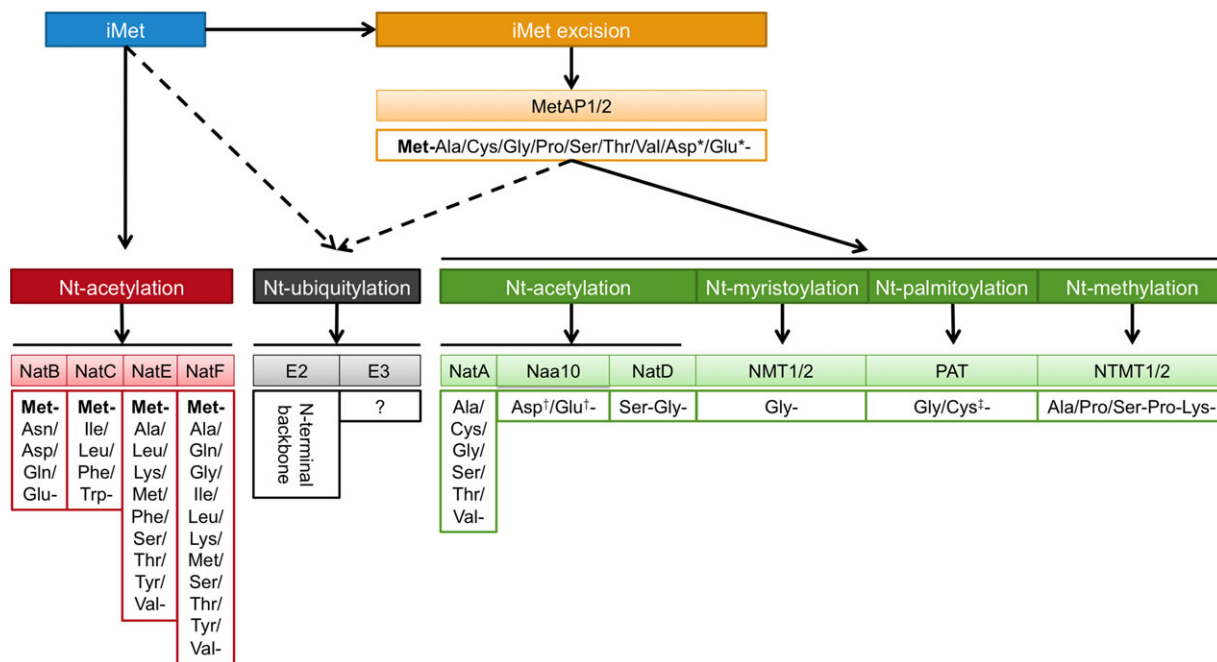 iMet
iMet excision
MetAP1/2
Met-Ala/Cys/Gly/Pro/Ser/Thr/Val/Asp*/Glu*-
Nt-acetylation
Nt-ubiquitylation
Nt-acetylation
Nt-myristoylation
Nt-palmitoylation
Nt-methylation
NatB
NatC
NatE
NatF
E2
E3
NatA
Naa10
NatD
NMT1/2
PAT
NTMT1/2
Met-
Asn/
Asp/
Gln/
Glu-
Met-
Ile/
Leu/
Phe/
Trp-
Met-
Ala/
Leu/
Lys/
Met/
Phe/
Ser/
Thr/
Tyr/
Val-
Met-
Ala/
Gln/
Gly/
Ile/
Leu/
Lys/
Met/
Ser/
Thr/
Tyr/
Val-
N-terminal
backbone
?
Ala/
Cys/
Gly/
Ser/
Thr/
Val-
Asp†/Glu†-
Ser-Gly-
Gly-
Gly/Cys‡-
Ala/Pro/Ser-Pro-Lys-